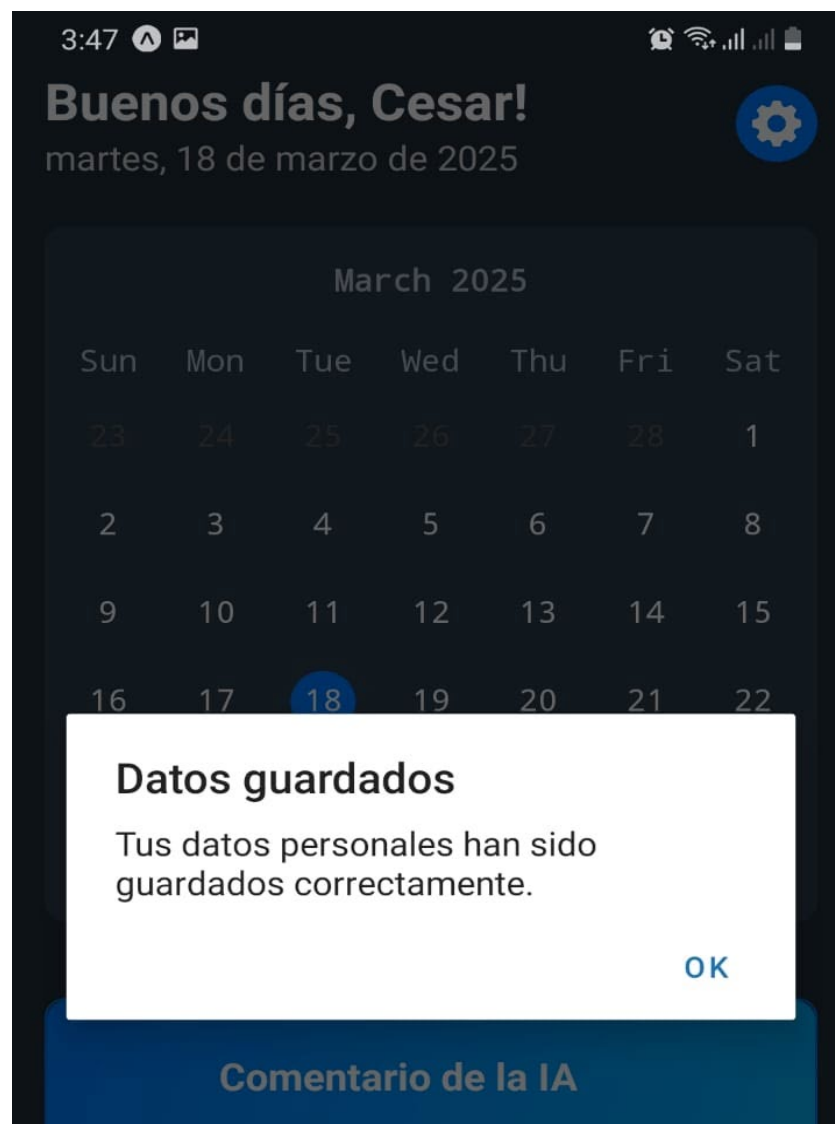 3:47
Buenos días, Cesar!
martes, 18 de marzo de 2025
March 2025
Sun Mon Tue Wed Thu Fri Sat
23 24 25 26 27 28 1
2 3 4 5 6 7 8
9 10 11 12 13 14 15
16 17 18 19 20 21 22
Datos guardados
Tus datos personales han sido
guardados correctamente.
OK
Comentario de la IA